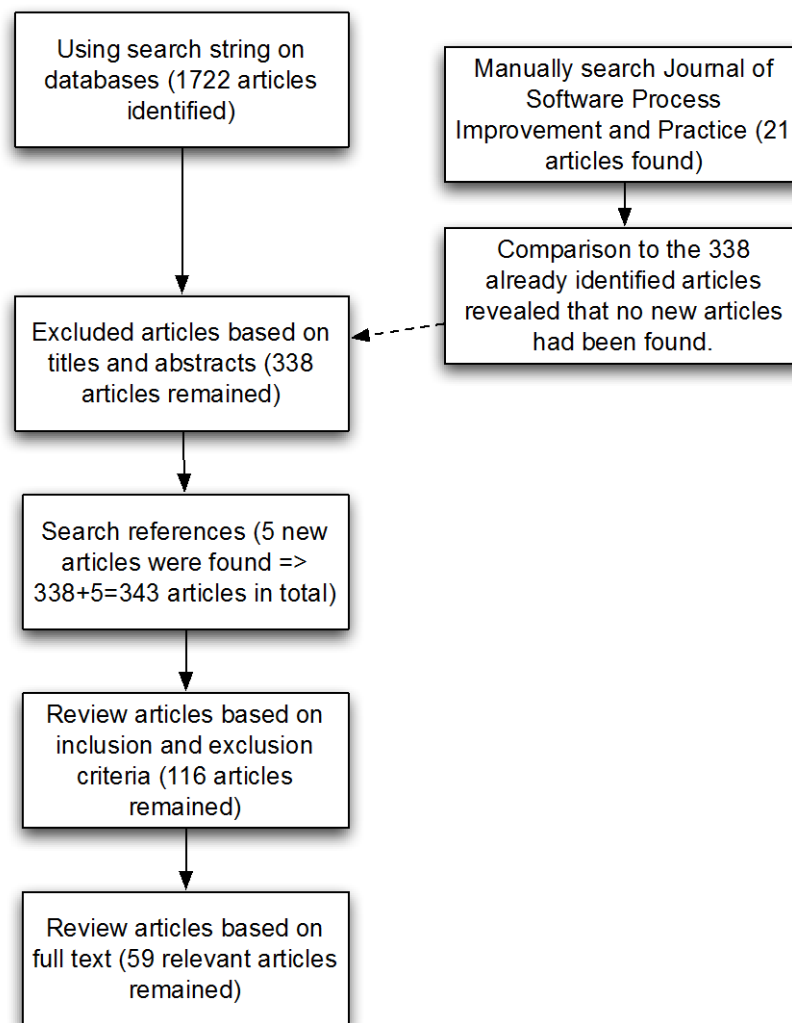 Using search string on
databases (1722 articles
identified)
Manually search Journal of
Software Process
Improvement and Practice (21
articles found)
Comparison to the 338
already identified articles
revealed that no new articles
had been found.
Excluded articles based on
titles and abstracts (338
articles remained)
Search references (5 new
articles were found =>
338+5=343 articles in total)
Review articles based on
inclusion and exclusion
criteria (116 articles
remained)
Review articles based on
full text (59 relevant articles
remained)